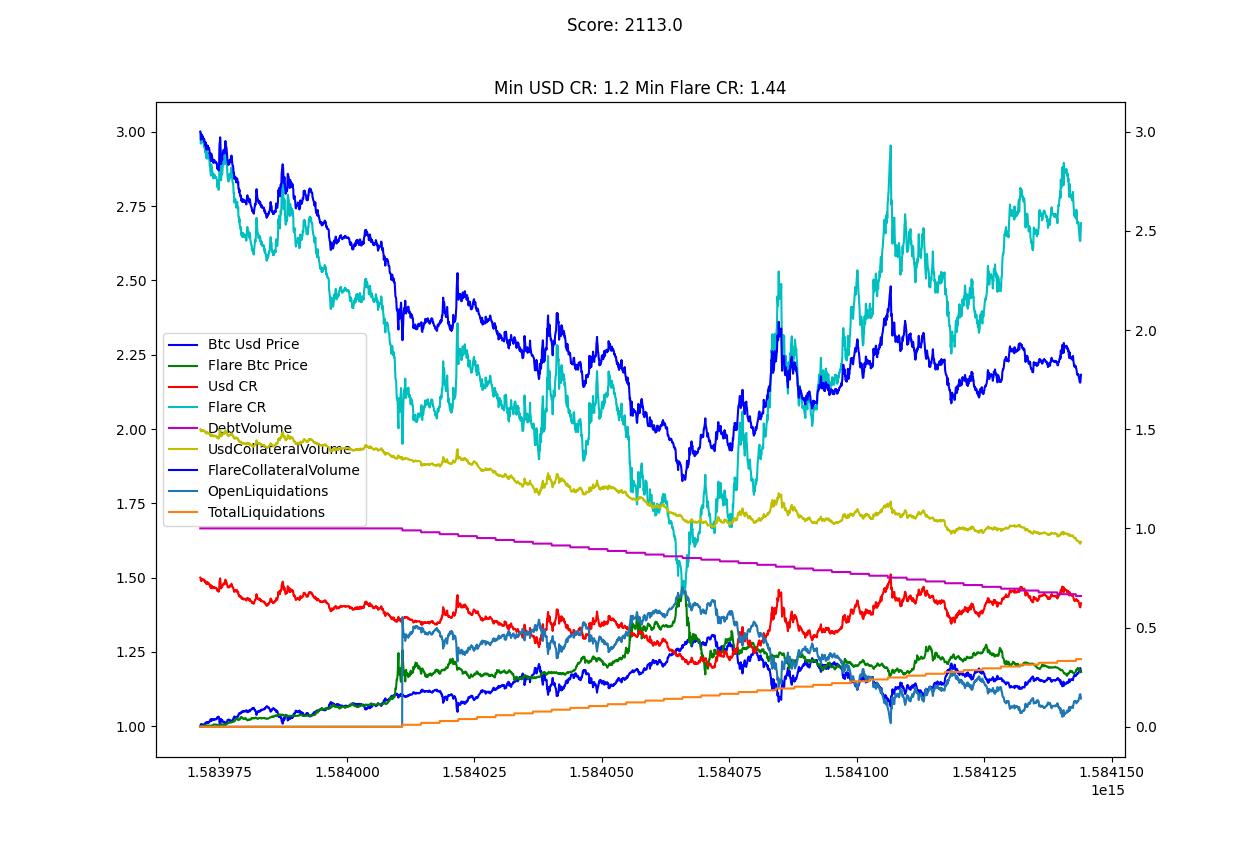 Score: 2113.0
Min USD CR: 1.2 Min Flare CR: 1.44
3.00
2.75
2.50
2.25
2.00
1.75
1.50
1.25
1.00
3.0
2.5
2.0
1.5
1.0
0.5
0.0
Btc Usd Price
Flare Btc Price
Usd CR
Flare CR
DebtVolume
UsdCollateralVolume
FlareCollateralVolume
OpenLiquidations
TotalLiquidations
1.583975 1.584000 1.584025 1.584050 1.584075 1.584100 1.584125 1.584150
1e15